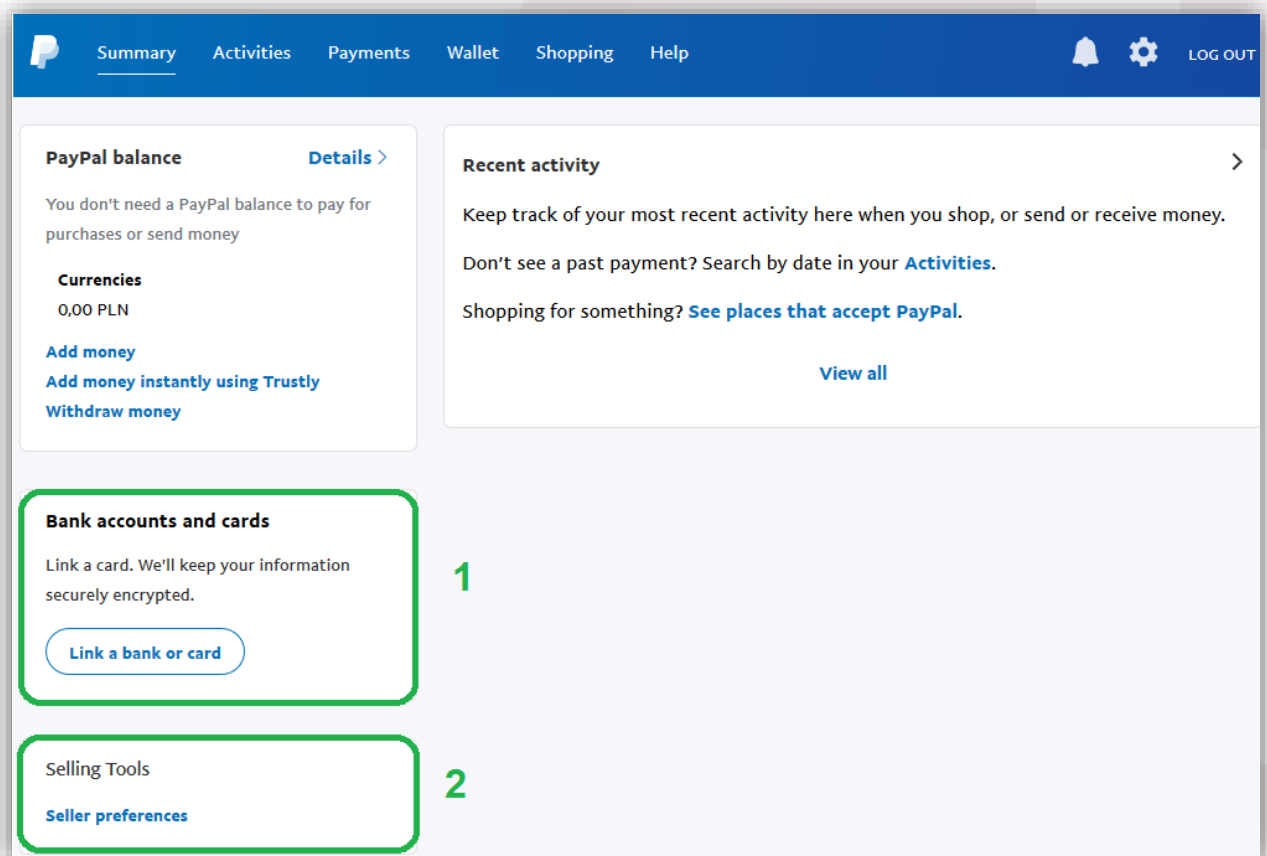 Summary Activities Payments Wallet Shopping Help LOG OUT
PayPal balance Details >
You don't need a PayPal balance to pay for
purchases or send money
Currencies
0,00 PLN
Add money
Add money instantly using Trustly
Withdraw money
Recent activity
Keep track of your most recent activity here when you shop, or send or receive money.
Don't see a past payment? Search by date in your Activities.
Shopping for something? See places that accept PayPal.
View all
Bank accounts and cards
Link a card. We'll keep your information
securely encrypted.
Link a bank or card
1
Selling Tools
Seller preferences
2